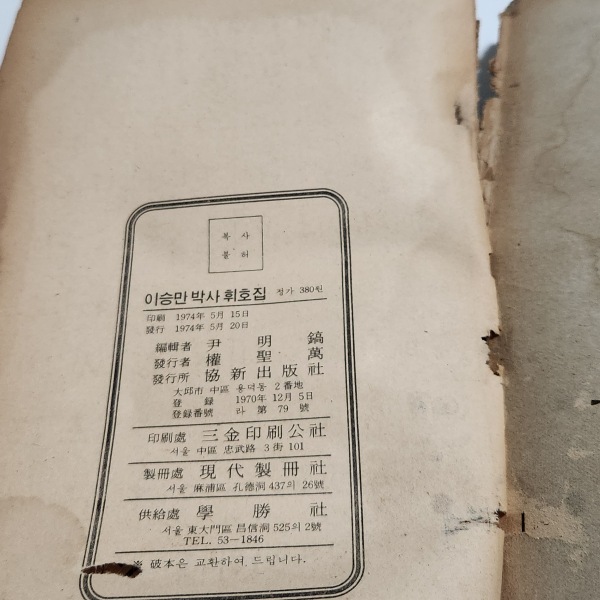 복사
불허
이승만 박사 휘호집 정가 380원
印刷 1974年 5月 15日
發行 1974年 5月 20日
編輯者 尹明鎬
發行者 權聖萬
發行所 協新出版社
大邱市 中區 용덕동 2番地
登錄 1970年 12月 5日
登錄番號 라 第 79 號
印刷處 三金印刷公社
서울 中區 忠武路 3街 101
製冊處 現代製冊社
서울 麻浦區 孔德洞 437의 26號
供給處 學勝社
서울 東大門區 昌信洞 525의 2號
TEL. 53-1846
※ 破本은 교환하여 드립니다.